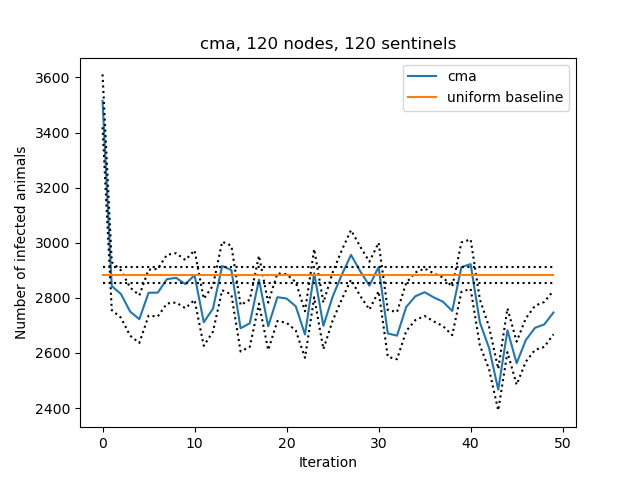 cma, 120 nodes, 120 sentinels
cma
uniform baseline
3600
3400
3200
3000
2800
2600
2400
Number of infected animals
0
10
20
30
40
50
Iteration